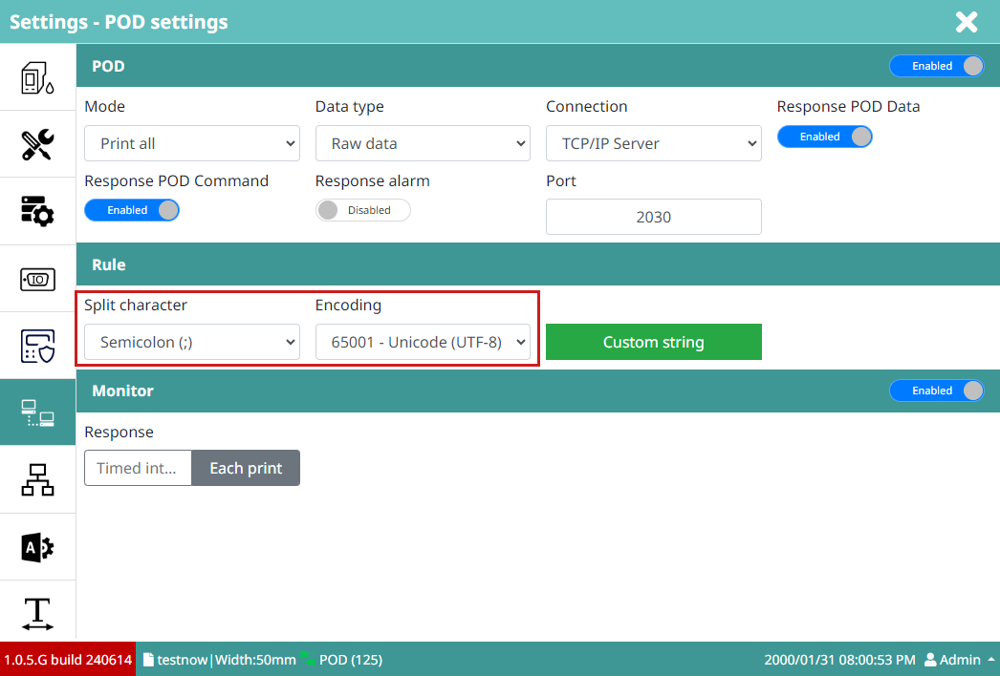 Settings - POD settings
POD
Enabled
Mode
Data type
Connection
Response POD Data
Print all
Raw data
TCP/IP Server
Enabled
Response POD Command
Response alarm
Port
Enabled
Disabled
2030
Rule
Split character
Encoding
Semicolon (;)
65001 - Unicode (UTF-8)
Custom string
Monitor
Enabled
Response
Timed int...
Each print
IO
A
T
1.0.5.G build 240614
testnow|Width:50mm
POD (125)
2000/01/31 08:00:53 PM
Admin